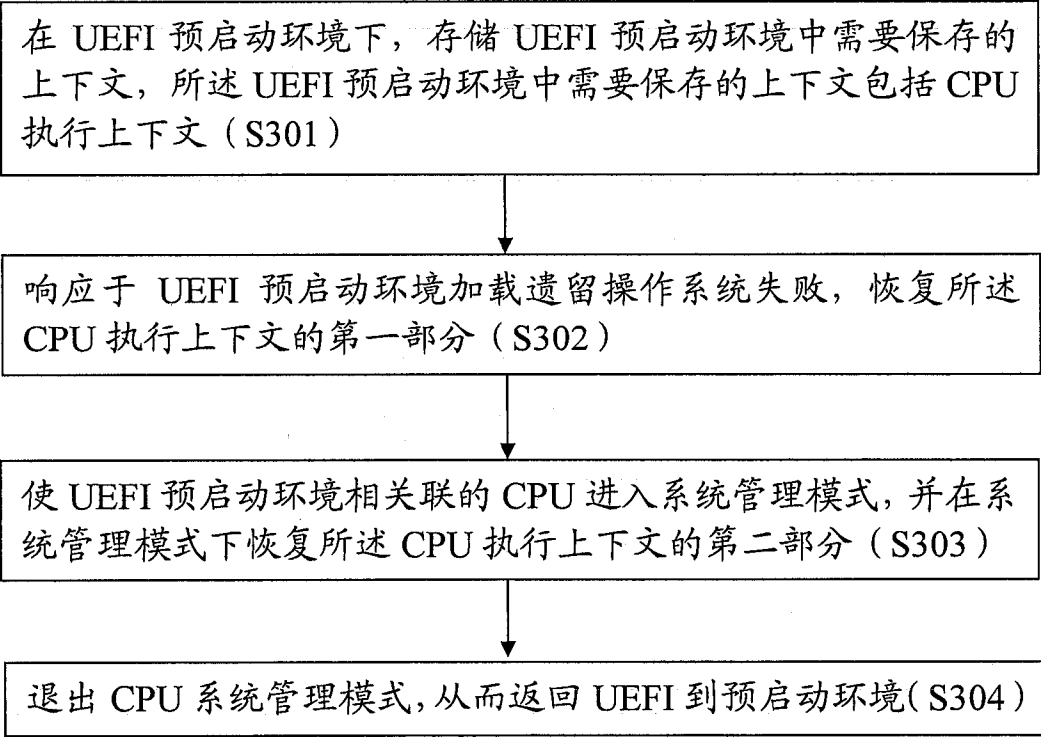 在 UEFI 预启动环境下，存储 UEFI 预启动环境中需要保存的
上下文，所述 UEFI 预启动环境中需要保存的上下文包括 CPU
执行上下文（S301）
响应于 UEFI 预启动环境加载遗留操作系统失败，恢复所述
CPU 执行上下文的第一部分（S302）
使 UEFI 预启动环境相关联的 CPU 进入系统管理模式，并在系
统管理模式下恢复所述 CPU 执行上下文的第二部分（S303）
退出 CPU 系统管理模式，从而返回 UEFI 到预启动环境（S304）